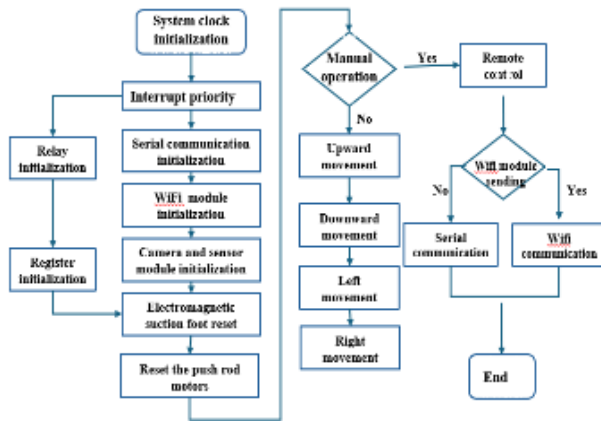 System clock
initialization
Interrupt priority
Relay
initialization
Serial communication
initialization
WiFi module
initialization
Register
initialization
Camera and sensor
module initialization
Electromagnetic
suction foot reset
Reset the push rod
motors
Manual
operation
Yes
Remote
control
No
Upward
movement
Downward
movement
Left
movement
Right
movement
Wifi module
sending
No
Yes
Serial
communication
Wifi
communication
End